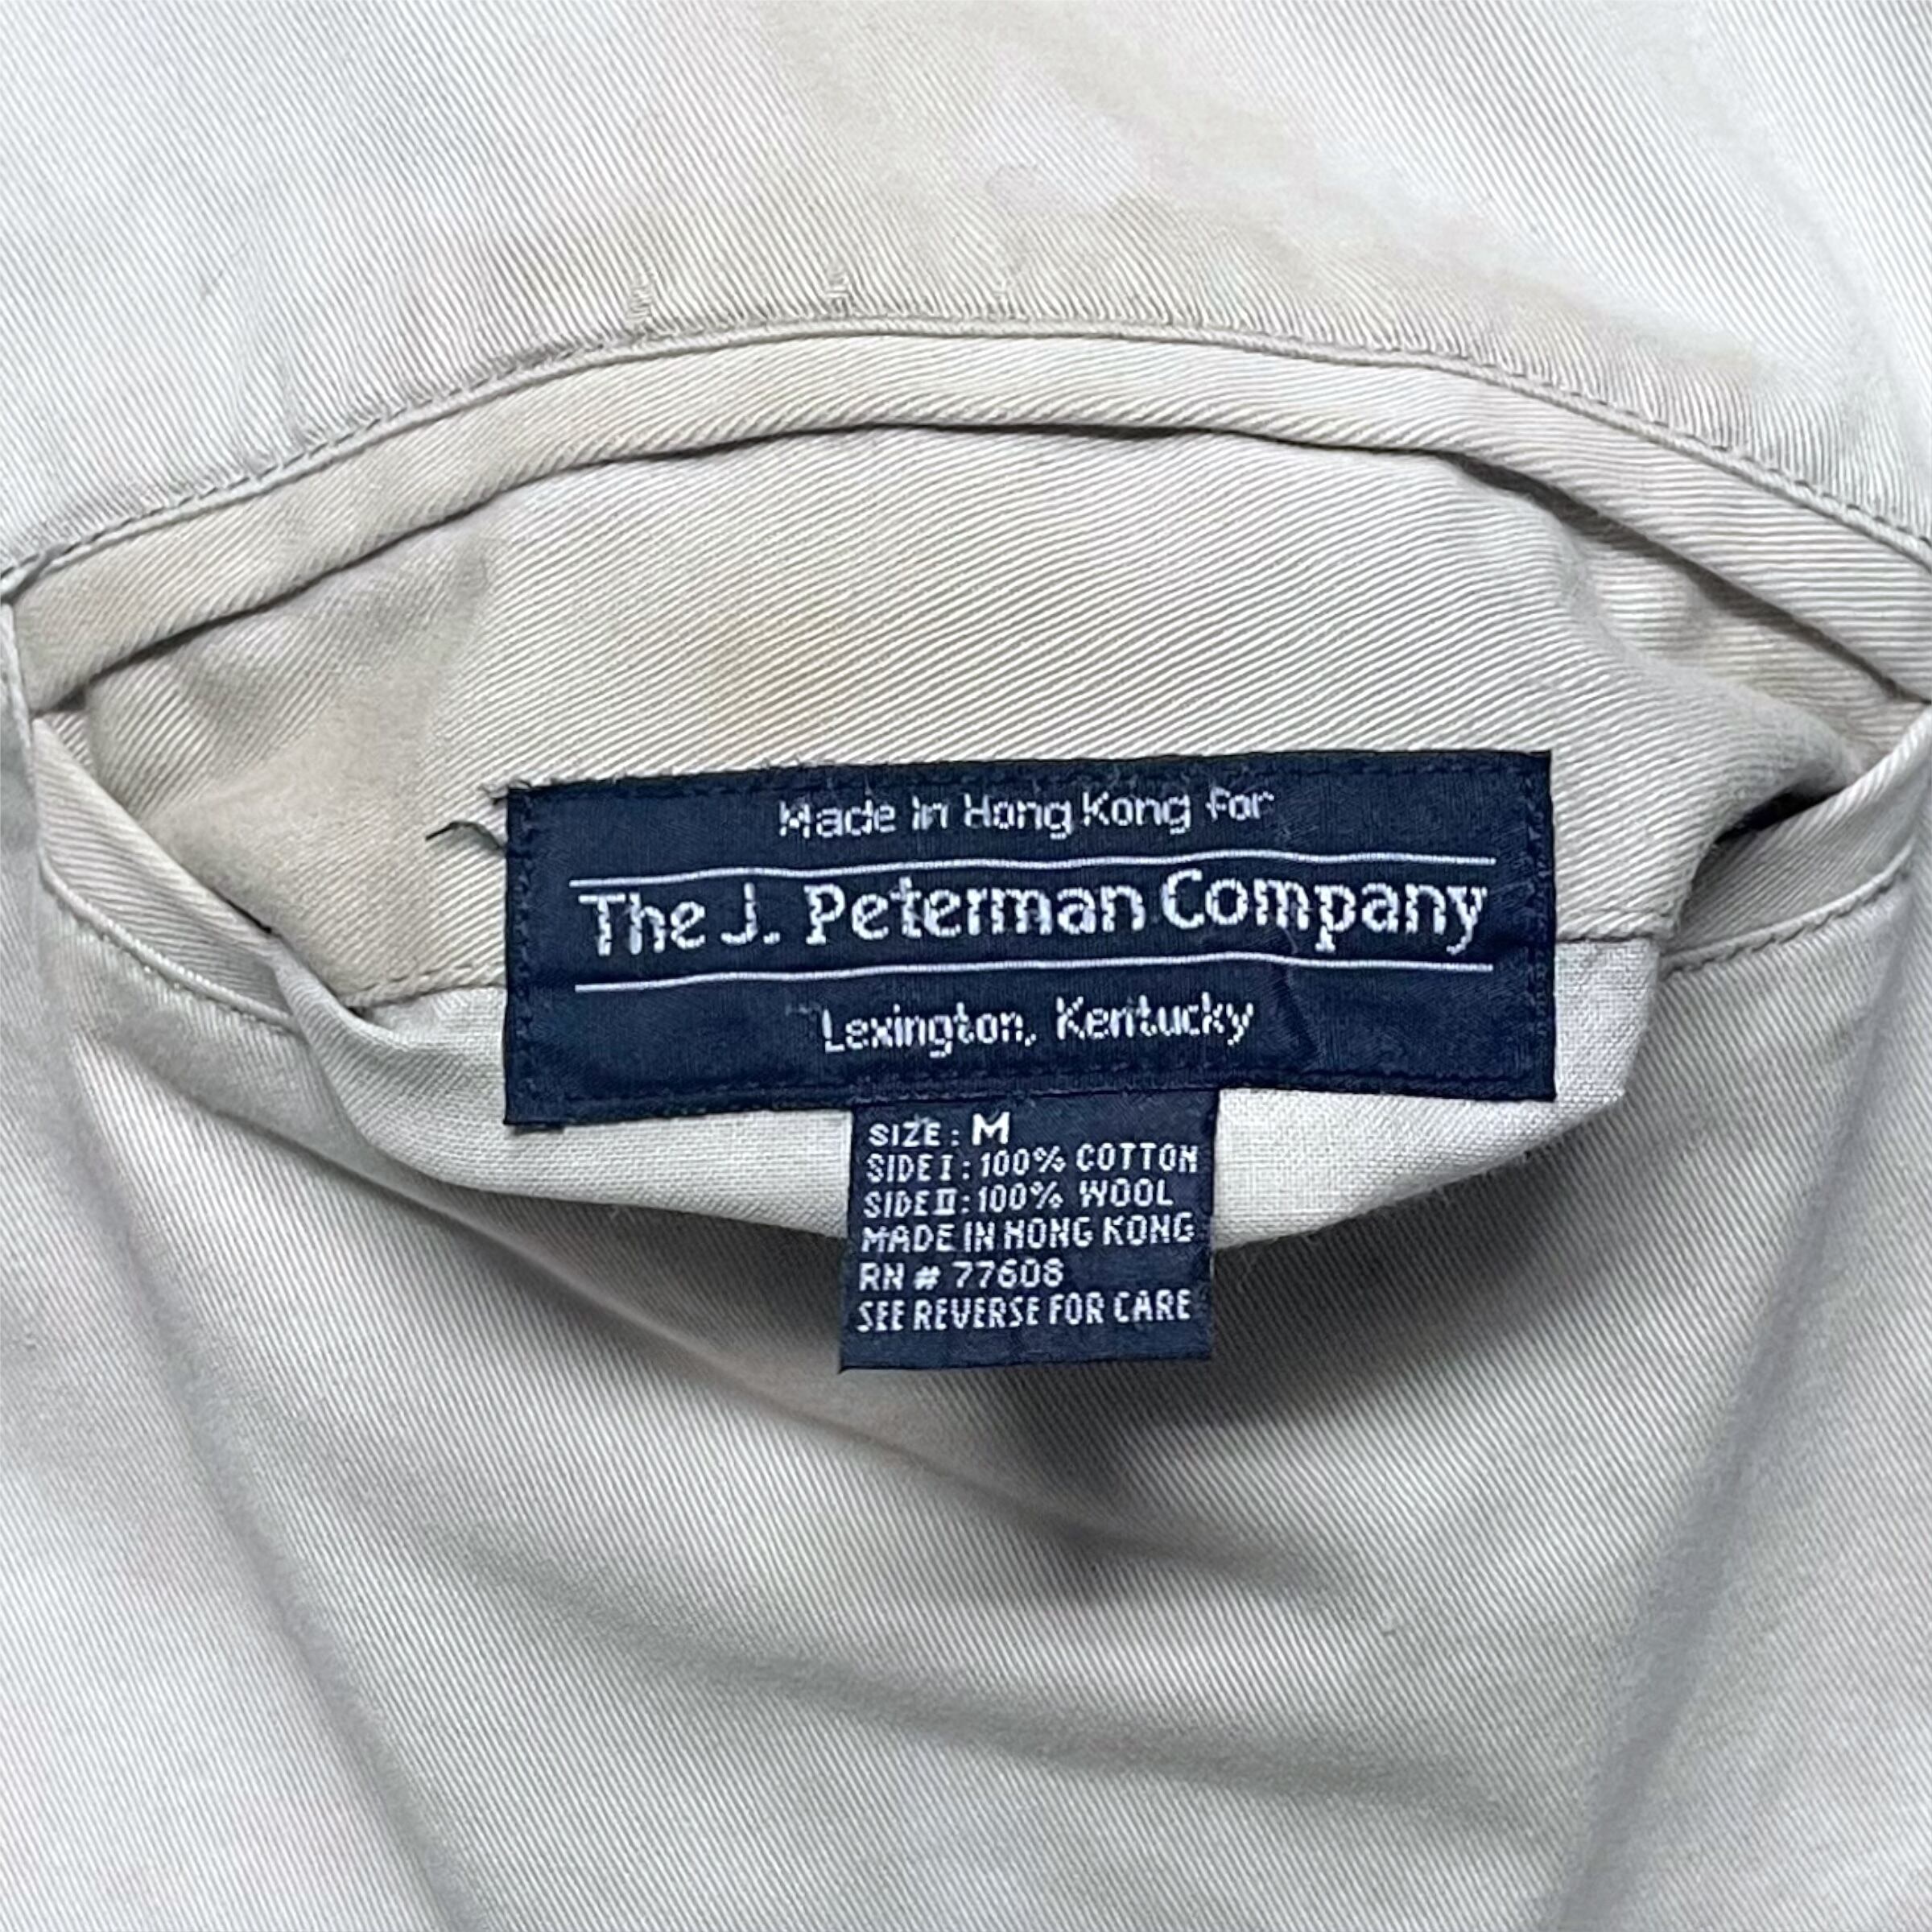 Made in Hong Kong for
The J. Peterman Company
Lexington, Kentucky
SIZE: M
SIDE I: 100% COTTON
SIDE II: 100% WOOL
MADE IN HONG KONG
RN # 77608
SEE REVERSE FOR CARE